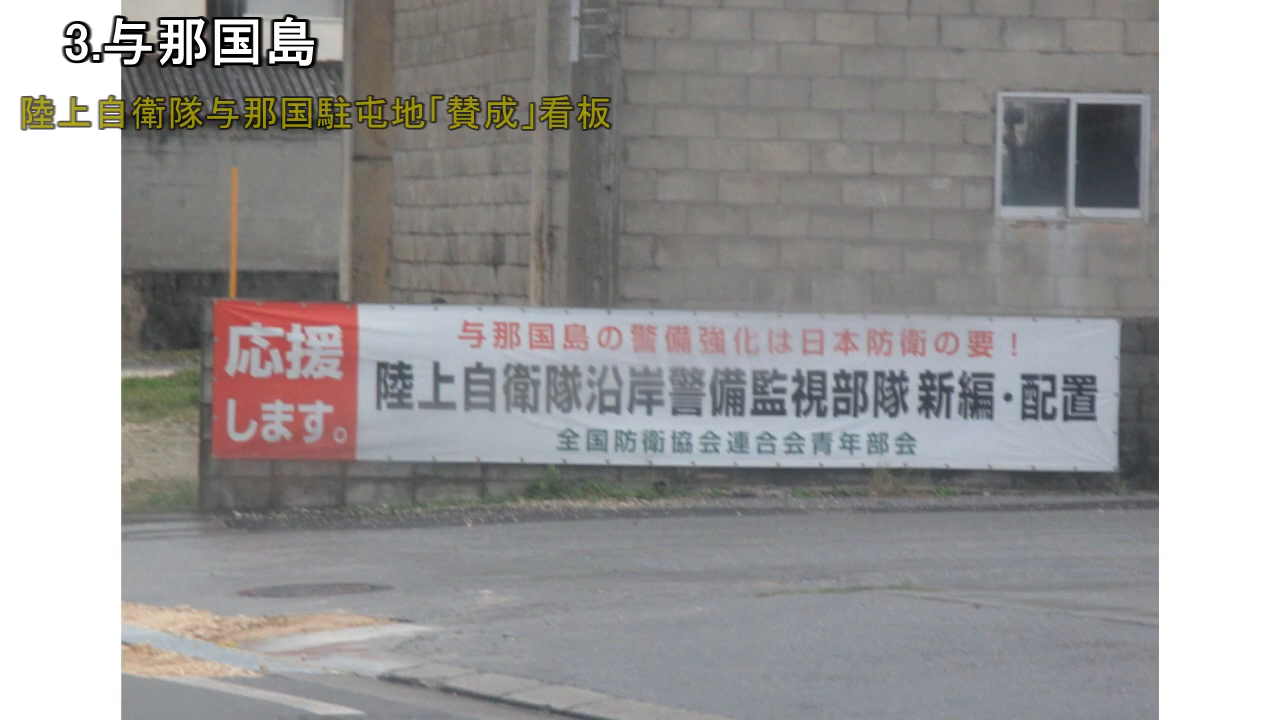 3.与那国島
陸上自衛隊与那国駐屯地「賛成」看板
応援
します。
与那国島の警備強化は日本防衛の要！
陸上自衛隊沿岸警備監視部隊 新編・配置
全国防衛協会連合会青年部会